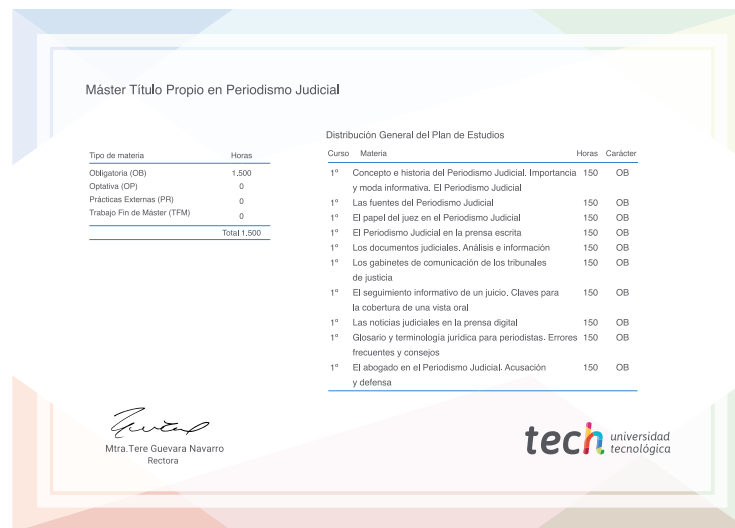 Máster Título Propio en Periodismo Judicial
Tipo de materia Horas
Obligatoria (OB) 1.500
Optativa (OP) 0
Prácticas Externas (PR) 0
Trabajo Fin de Máster (TFM) 0
Total 1.500
Distribución General del Plan de Estudios
Curso Materia Horas Carácter
1º Concepto e historia del Periodismo Judicial. Importancia 150 OB
y moda informativa. El Periodismo Judicial
1º Las fuentes del Periodismo Judicial 150 OB
1º El papel del juez en el Periodismo Judicial 150 OB
1º El Periodismo Judicial en la prensa escrita 150 OB
1º Los documentos judiciales. Análisis e información 150 OB
1º Los gabinetes de comunicación de los tribunales 150 OB
de justicia
1º El seguimiento informativo de un juicio. Claves para 150 OB
la cobertura de una vista oral
1º Las noticias judiciales en la prensa digital 150 OB
1º Glosario y terminología jurídica para periodistas. Errores 150 OB
frecuentes y consejos
1º El abogado en el Periodismo Judicial. Acusación 150 OB
y defensa
Mtra.Tere Guevara Navarro
Rectora
tech universidad
tecnológica